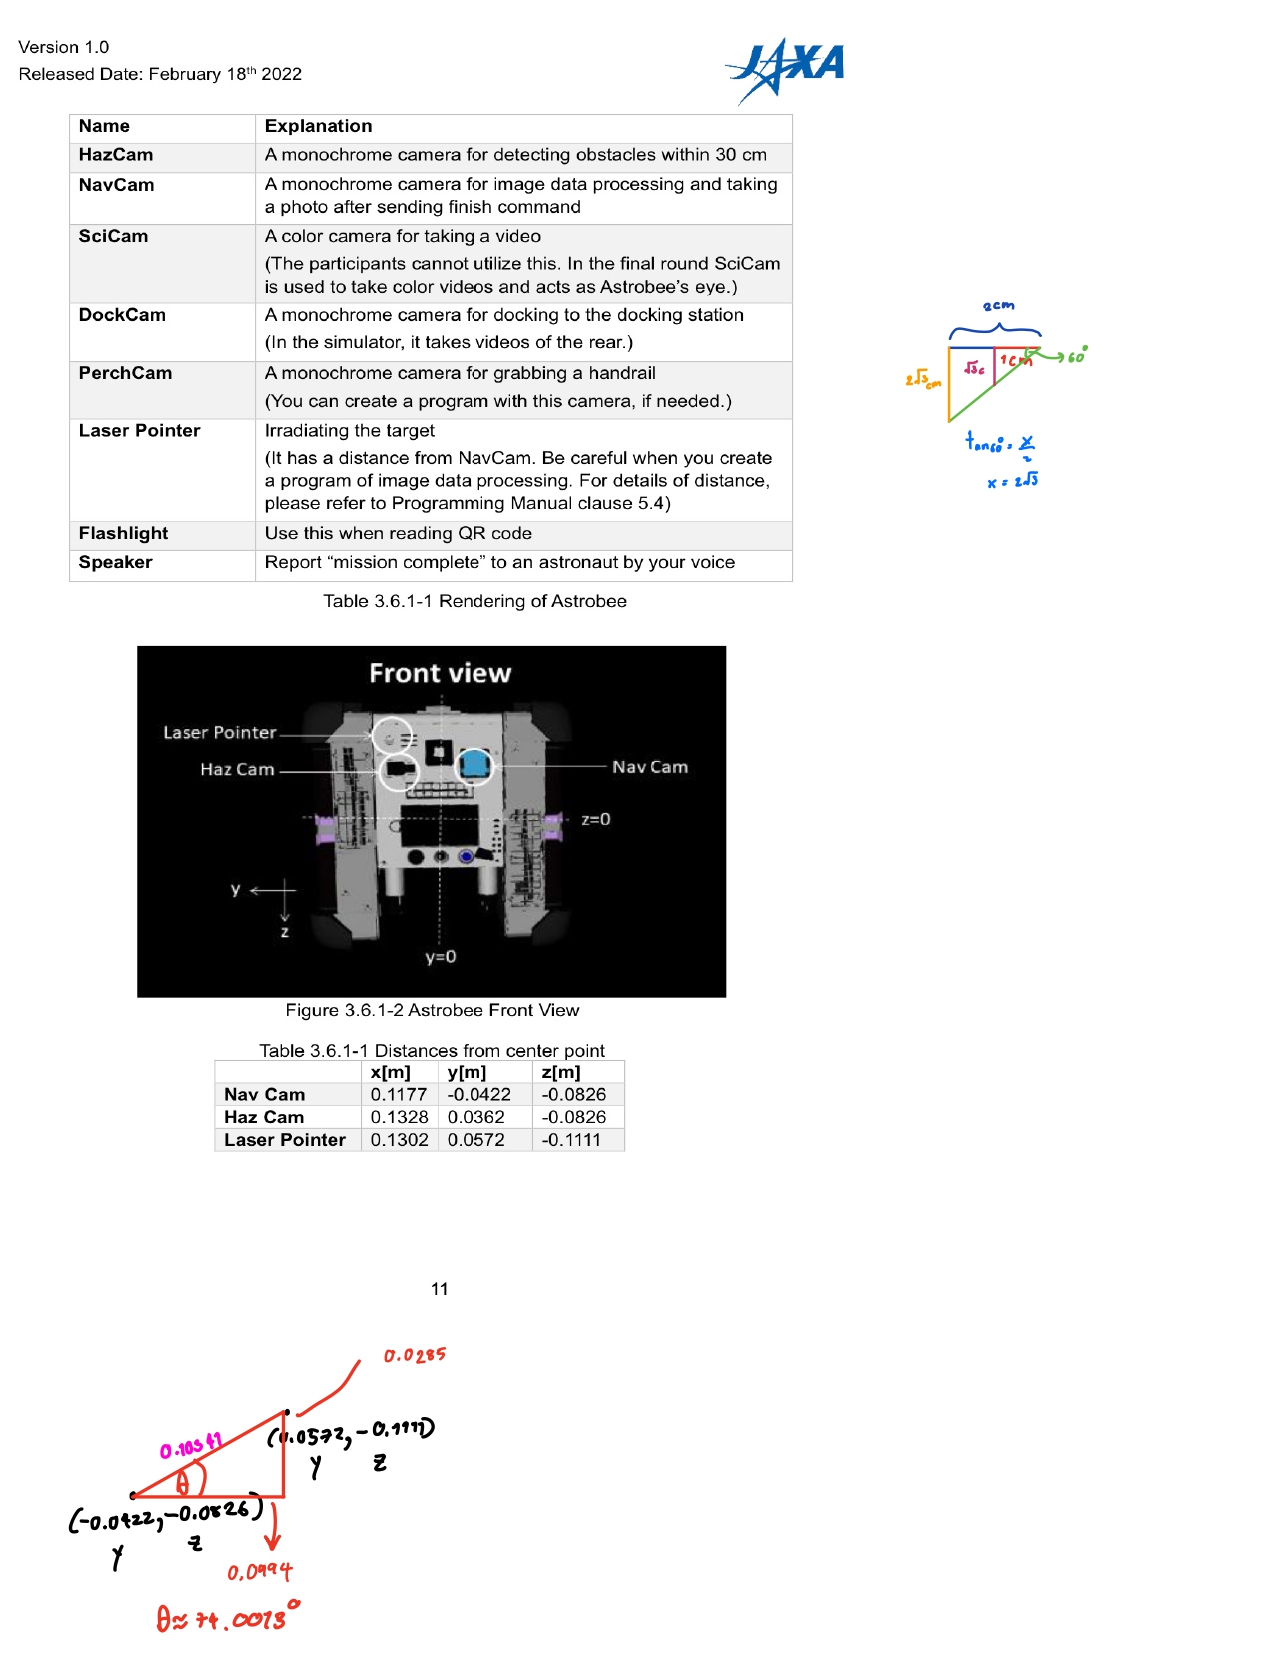 Version 1.0
Released Date: February 18th 2022
JAXA
Name Explanation
HazCam A monochrome camera for detecting obstacles within 30 cm
NavCam A monochrome camera for image data processing and taking
a photo after sending finish command
SciCam A color camera for taking a video
(The participants cannot utilize this. In the final round SciCam
is used to take color videos and acts as Astrobee's eye.)
DockCam A monochrome camera for docking to the docking station
(In the simulator, it takes videos of the rear.)
PerchCam A monochrome camera for grabbing a handrail
(You can create a program with this camera, if needed.)
Laser Pointer Irradiating the target
(It has a distance from NavCam. Be careful when you create
a program of image data processing. For details of distance,
please refer to Programming Manual clause 5.4)
Flashlight Use this when reading QR code
Speaker Report “mission complete” to an astronaut by your voice
Table 3.6.1-1 Rendering of Astrobee
2cm
√3c 1cm 60°
2√3cm
tan60° = x/2
x = 2√3
Front view
Laser Pointer
Haz Cam
Nav Cam
z=0
y
z
y=0
Figure 3.6.1-2 Astrobee Front View
Table 3.6.1-1 Distances from center point
x[m] y[m] z[m]
Nav Cam 0.1177 -0.0422 -0.0826
Haz Cam 0.1328 0.0362 -0.0826
Laser Pointer 0.1302 0.0572 -0.1111
11
0.0285
(0.0572, -0.1111)
y z
0.10341
θ
(-0.0422, -0.0826)
y z
0.0994